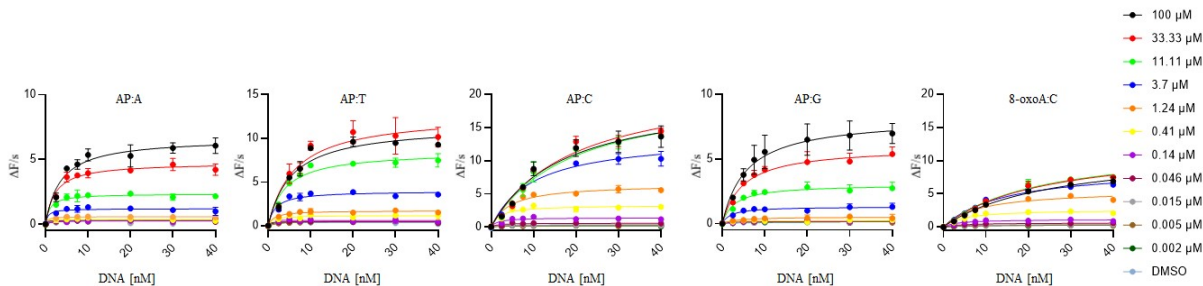 AP:A
10
5
0
ΔF/s
0
10
20
30
40
DNA [nM]
AP:T
15
10
5
0
ΔF/s
0
10
20
30
40
DNA [nM]
AP:C
20
15
10
5
0
ΔF/s
0
10
20
30
40
DNA [nM]
AP:G
10
5
0
ΔF/s
0
10
20
30
40
DNA [nM]
8-oxoA:C
20
15
10
5
0
ΔF/s
0
10
20
30
40
DNA [nM]
100 µM
33.33 µM
11.11 µM
3.7 µM
1.24 µM
0.41 µM
0.14 µM
0.046 µM
0.015 µM
0.005 µM
0.002 µM
DMSO